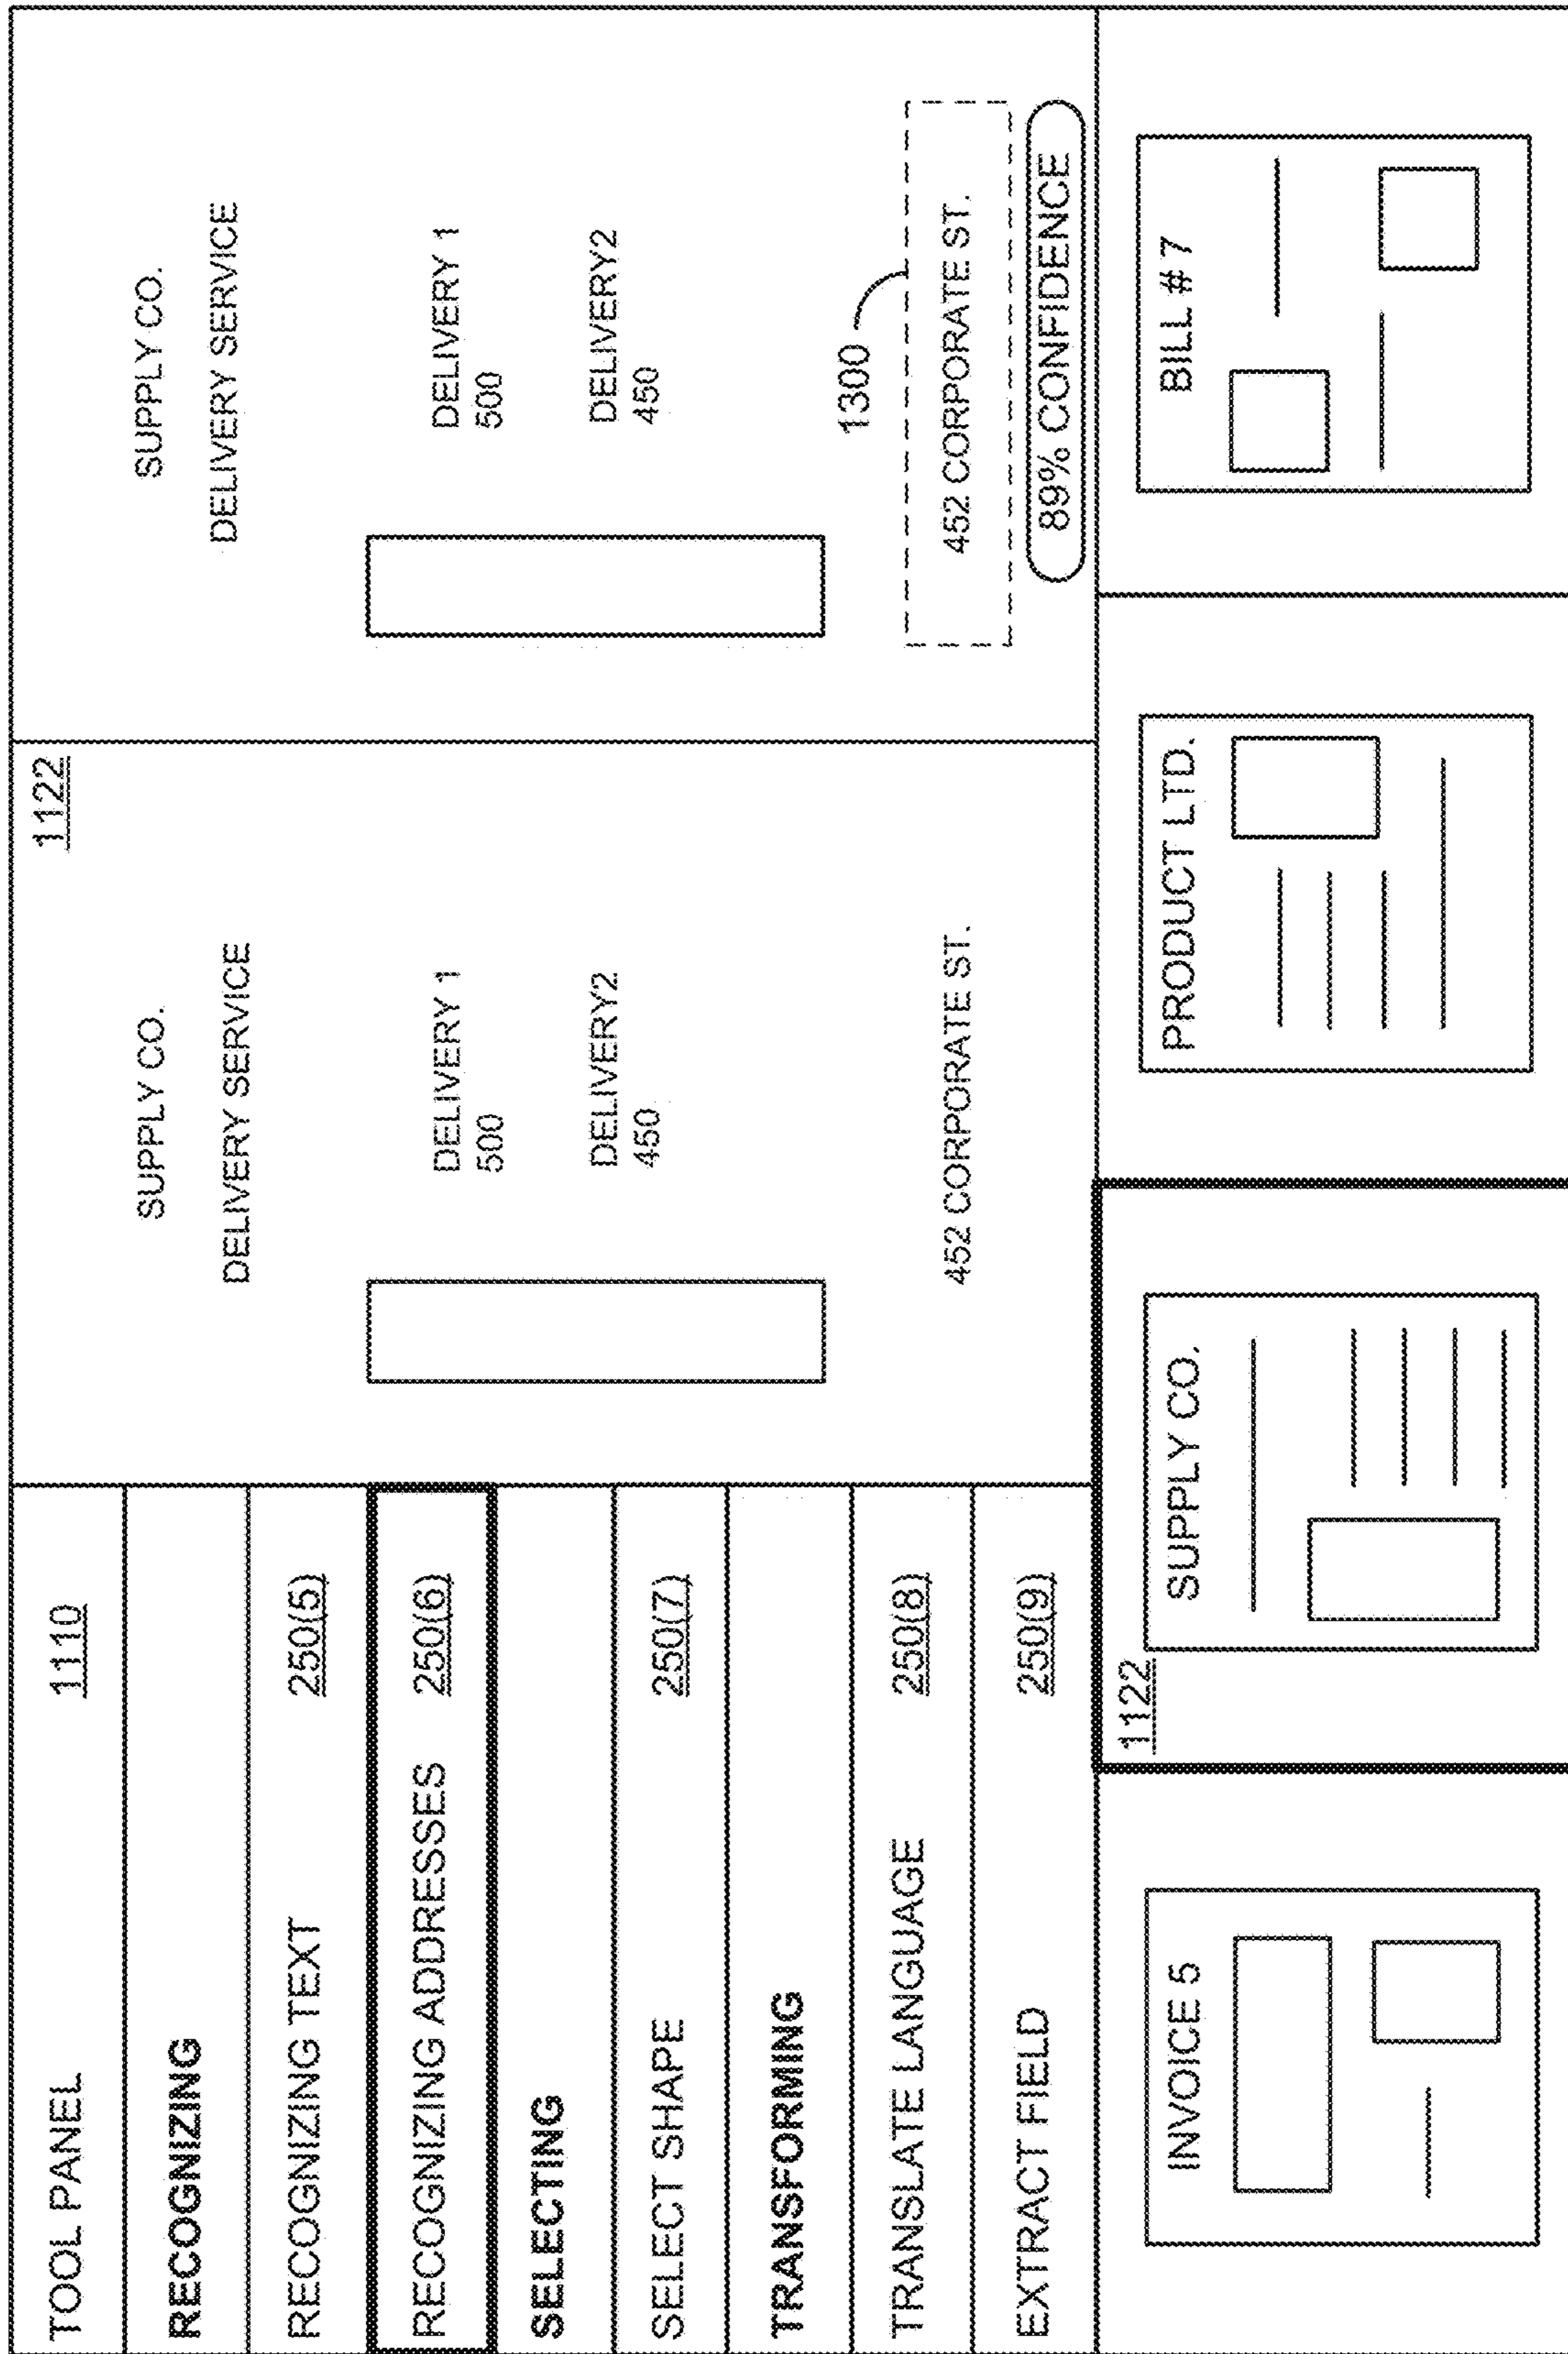 TOOL PANEL 1110
RECOGNIZING
RECOGNIZING TEXT 250(5)
RECOGNIZING ADDRESSES 250(6)
SELECTING
SELECT SHAPE 250(7)
TRANSFORMING
TRANSLATE LANGUAGE 250(8)
EXTRACT FIELD 250(9)
1122
SUPPLY CO.
DELIVERY SERVICE
DELIVERY 1
500
DELIVERY2
450
452 CORPORATE ST.
SUPPLY CO.
DELIVERY SERVICE
DELIVERY 1
500
DELIVERY2
450
1300
452 CORPORATE ST.
89% CONFIDENCE
INVOICE 5
1122
SUPPLY CO.
PRODUCT LTD.
BILL # 7